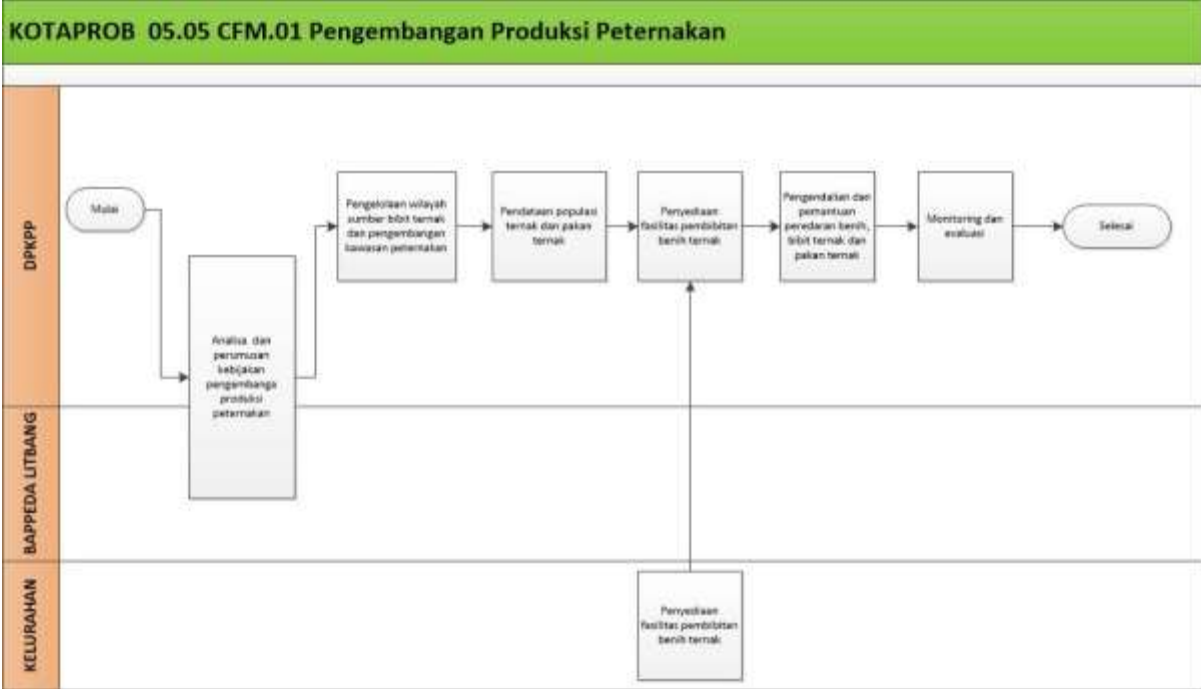 KOTAPROB 05.05 CFM.01 Pengembangan Produksi Peternakan
DPKPP
Mulai
Analisa dan
perumusan
kebijakan
pengembanga
produksi
peternakan
Pengelolaan wilayah
sumber bibit ternak
dan pengembangan
kawasan peternakan
Pendataan populasi
ternak dan pakan
ternak
Penyediaan
fasilitas pembibitan
benih ternak
Pengendalian dan
pemantuan
peredaran benih,
bibit ternak dan
pakan ternak
Monitoring dan
evaluasi
Selesai
BAPPEDA LITBANG
KELURAHAN
Penyediaan
fasilitas pembibitan
benih ternak